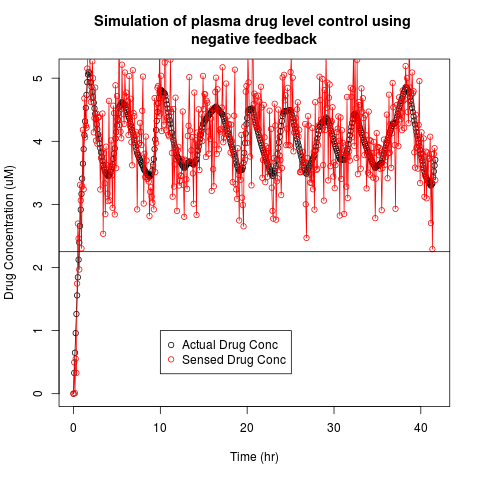 Simulation of plasma drug level control using
negative feedback
Drug Concentration (uM)
5
4
3
2
1
0
Actual Drug Conc
Sensed Drug Conc
0 10 20 30 40
Time (hr)